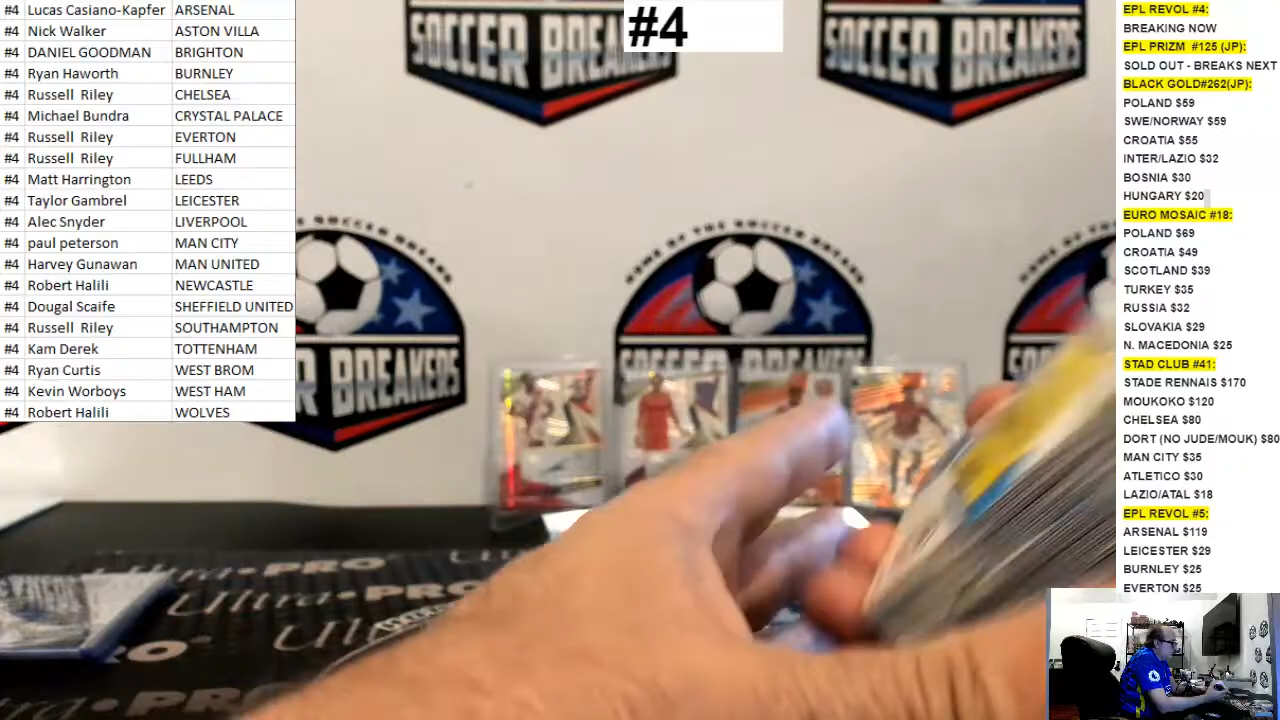 #4 Lucas Casiano-Kapfer ARSENAL
#4 Nick Walker ASTON VILLA
#4 DANIEL GOODMAN BRIGHTON
#4 Ryan Haworth BURNLEY
#4 Russell Riley CHELSEA
#4 Michael Bundra CRYSTAL PALACE
#4 Russell Riley EVERTON
#4 Russell Riley FULLHAM
#4 Matt Harrington LEEDS
#4 Taylor Gambrel LEICESTER
#4 Alec Snyder LIVERPOOL
#4 paul peterson MAN CITY
#4 Harvey Gunawan MAN UNITED
#4 Robert Halili NEWCASTLE
#4 Dougal Scaife SHEFFIELD UNITED
#4 Russell Riley SOUTHAMPTON
#4 Kam Derek TOTTENHAM
#4 Ryan Curtis WEST BROM
#4 Kevin Worboys WEST HAM
#4 Robert Halili WOLVES
#4
SOCCER BREAKERS
SOCCER BREAKERS
HOME OF THE SOCCER BREAKS
SOCCER BREAKERS
Ultra PRO
Ultra PRO
EPL REVOL #4:
BREAKING NOW
EPL PRIZM #125 (JP):
SOLD OUT - BREAKS NEXT
BLACK GOLD#262(JP):
POLAND $59
SWE/NORWAY $59
CROATIA $55
INTER/LAZIO $32
BOSNIA $30
HUNGARY $20
EURO MOSAIC #18:
POLAND $69
CROATIA $49
SCOTLAND $39
TURKEY $35
RUSSIA $32
SLOVAKIA $29
N. MACEDONIA $25
STAD CLUB #41:
STADE RENNAIS $170
MOUKOKO $120
CHELSEA $80
DORT (NO JUDE/MOUK) $80
MAN CITY $35
ATLETICO $30
LAZIO/ATAL $18
EPL REVOL #5:
ARSENAL $119
LEICESTER $29
BURNLEY $25
EVERTON $25